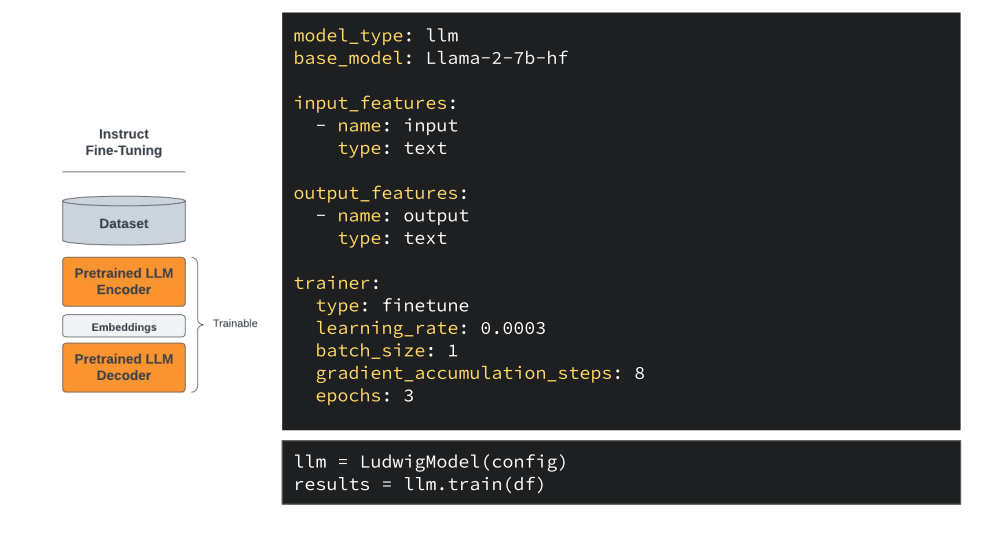 Instruct
Fine-Tuning
Dataset
Pretrained LLM
Encoder
Embeddings
Pretrained LLM
Decoder
Trainable
model_type: llm
base_model: Llama-2-7b-hf
input_features:
  - name: input
    type: text
output_features:
  - name: output
    type: text
trainer:
  type: finetune
  learning_rate: 0.0003
  batch_size: 1
  gradient_accumulation_steps: 8
  epochs: 3
llm = LudwigModel(config)
results = llm.train(df)